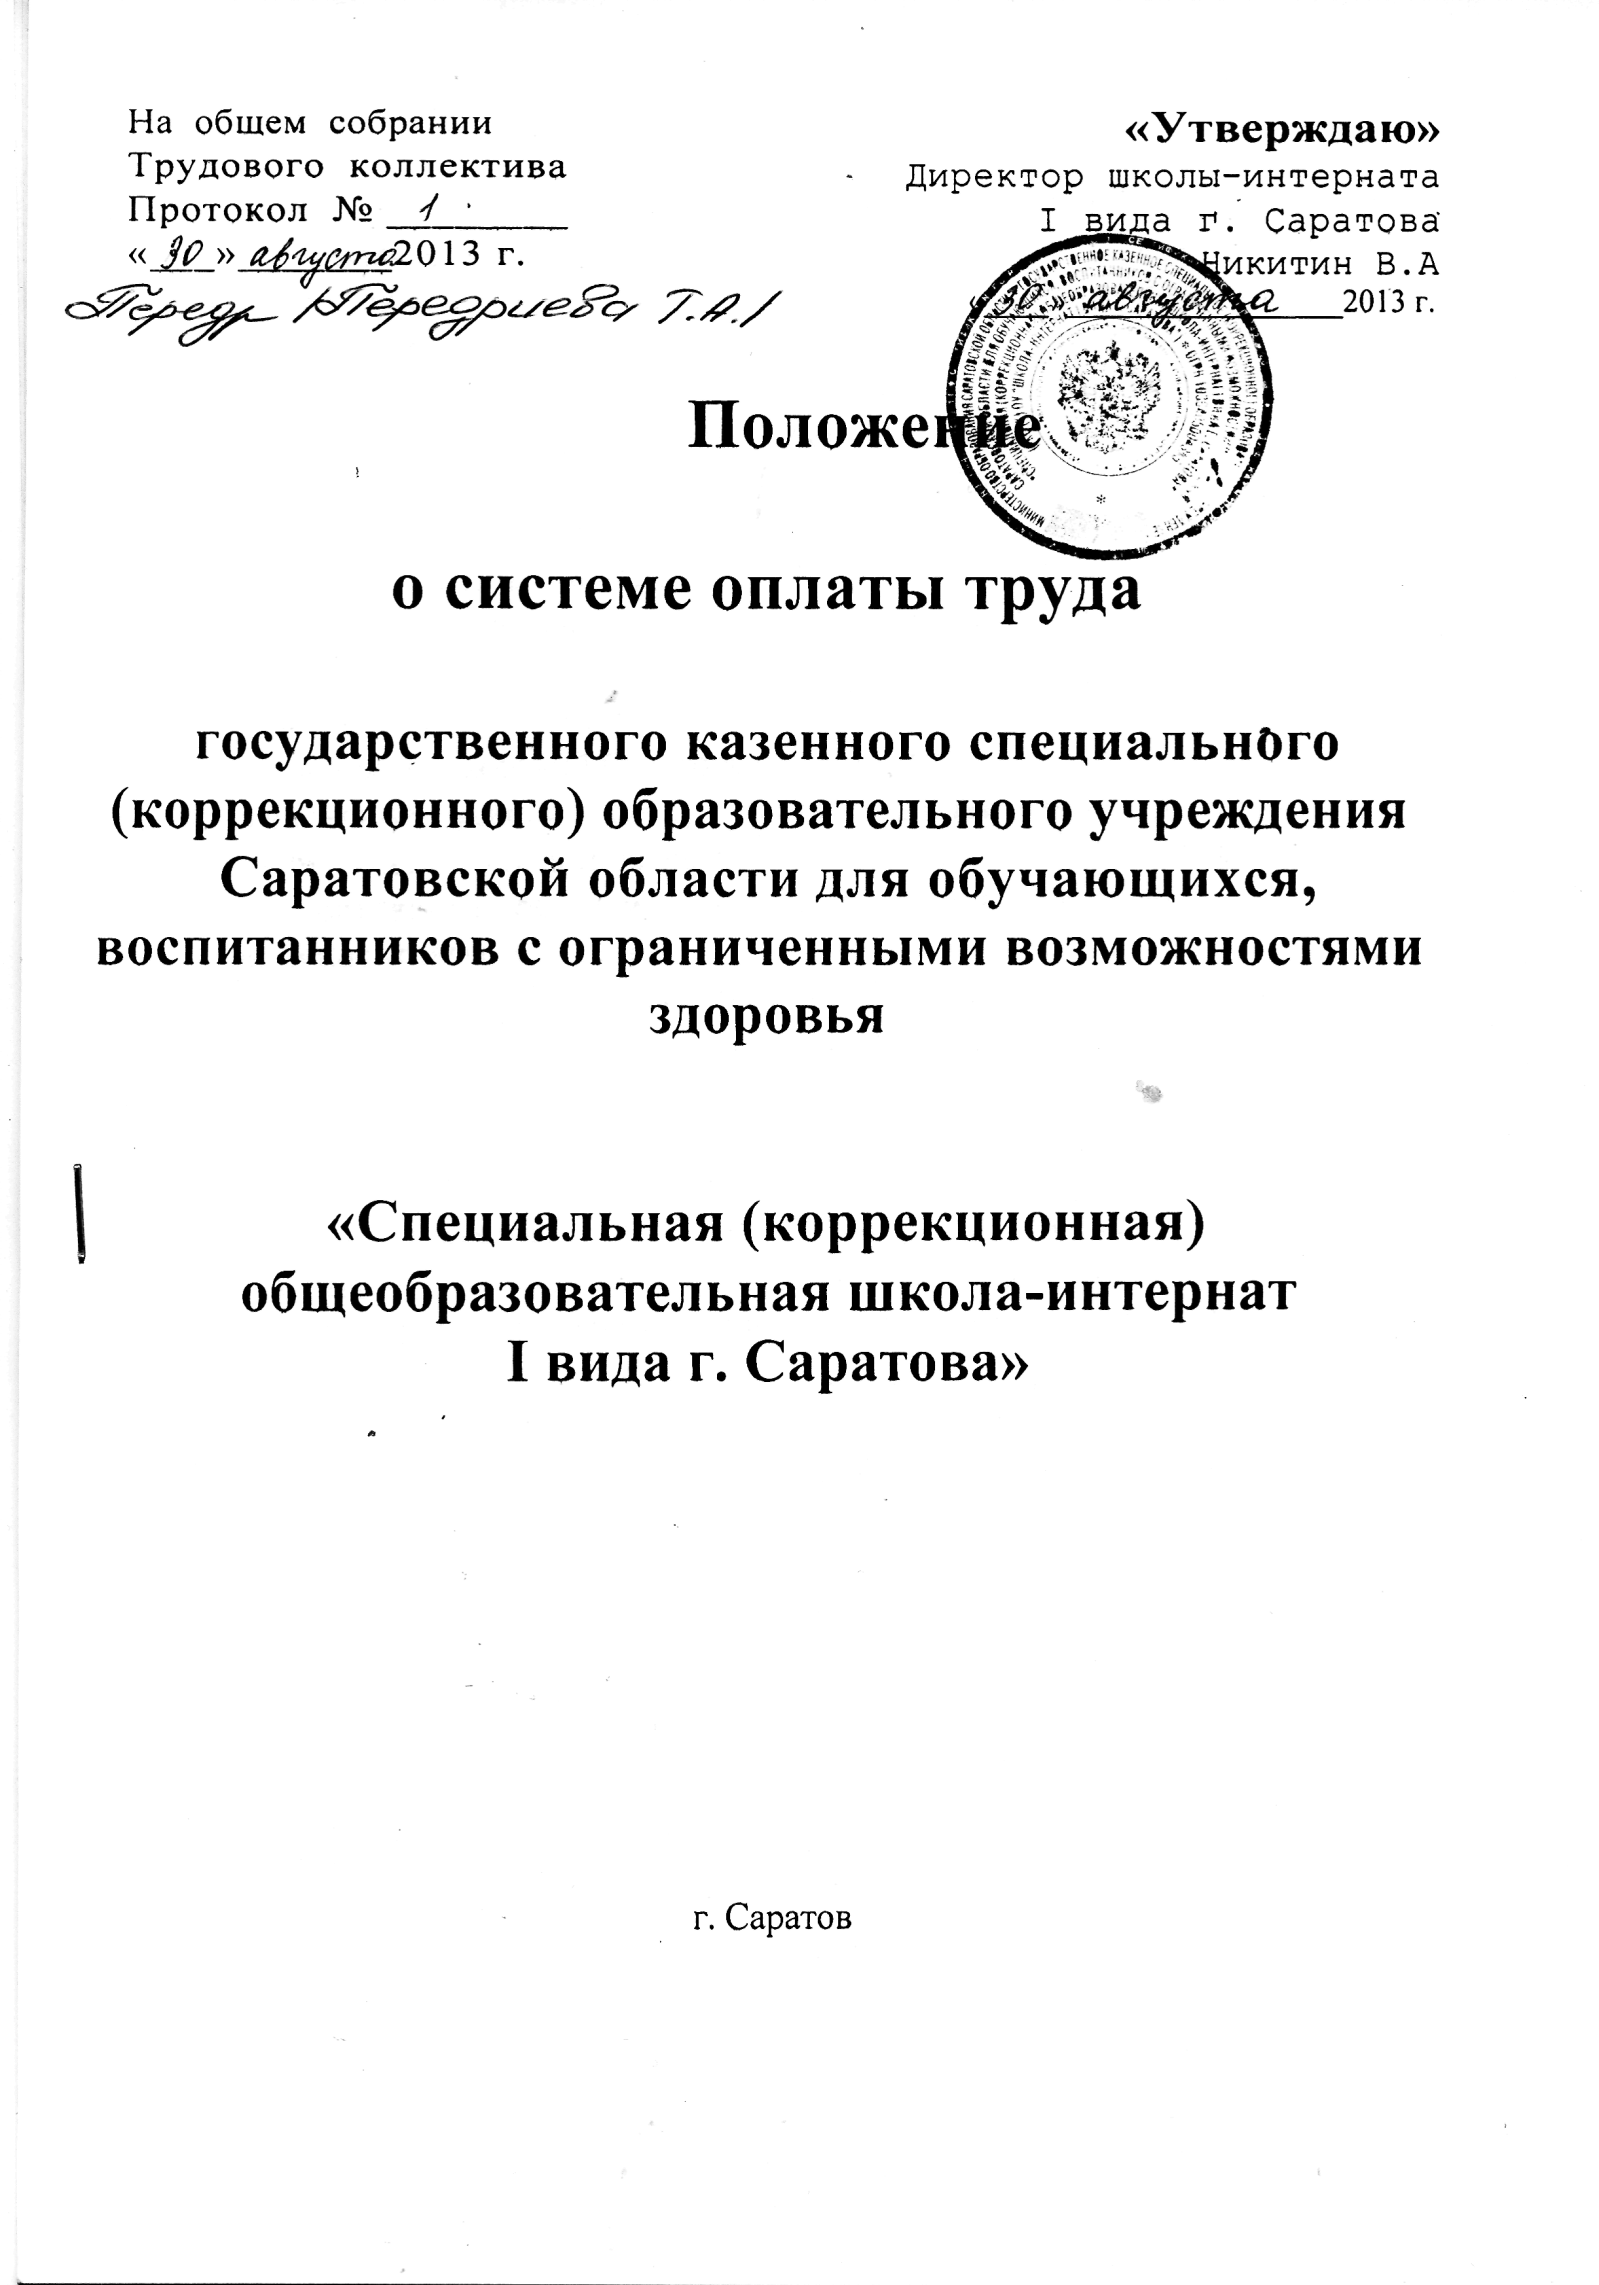 На общем собрании
Трудового коллектива
Протокол № 1
«30» августа 2013 г.
Передр /Передриева Т.А./
«Утверждаю»
Директор школы-интерната
I вида г. Саратова
Никитин В.А
30 августа 2013 г.
Положение
о системе оплаты труда
государственного казенного специального
(коррекционного) образовательного учреждения
Саратовской области для обучающихся,
воспитанников с ограниченными возможностями
здоровья
«Специальная (коррекционная)
общеобразовательная школа-интернат
I вида г. Саратова»
г. Саратов